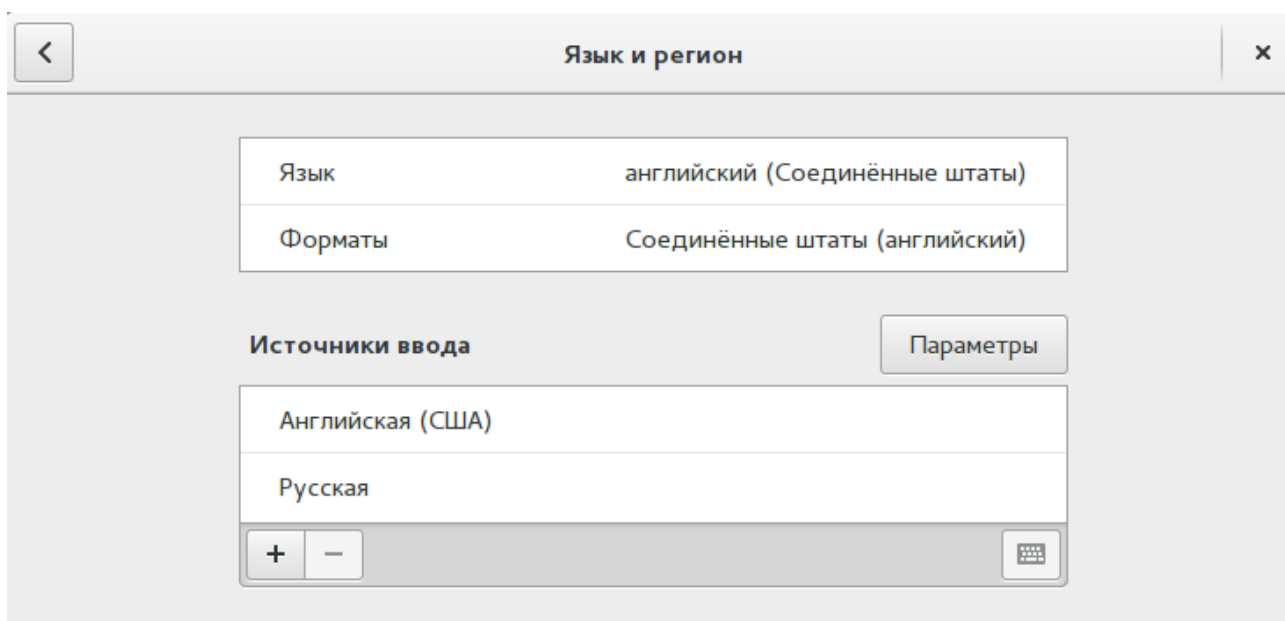 Язык и регион
Язык английский (Соединённые штаты)
Форматы Соединённые штаты (английский)
Источники ввода Параметры
Английская (США)
Русская